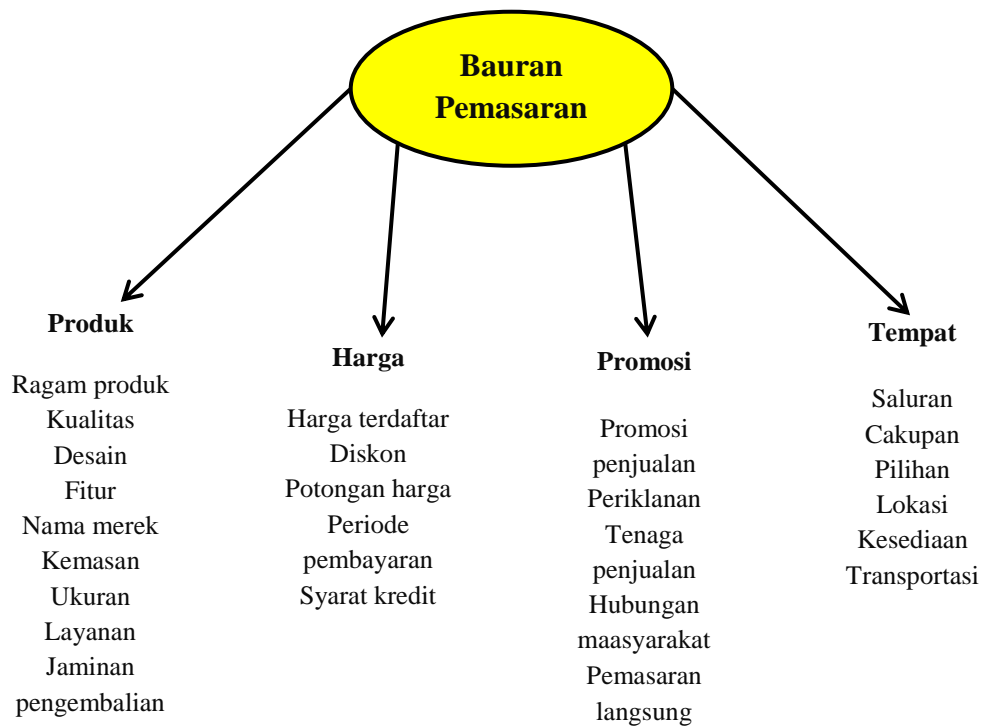 Bauran
Pemasaran
Produk
Ragam produk
Kualitas
Desain
Fitur
Nama merek
Kemasan
Ukuran
Layanan
Jaminan
pengembalian
Harga
Harga terdaftar
Diskon
Potongan harga
Periode
pembayaran
Syarat kredit
Promosi
Promosi
penjualan
Periklanan
Tenaga
penjualan
Hubungan
maasyarakat
Pemasaran
langsung
Tempat
Saluran
Cakupan
Pilihan
Lokasi
Kesediaan
Transportasi